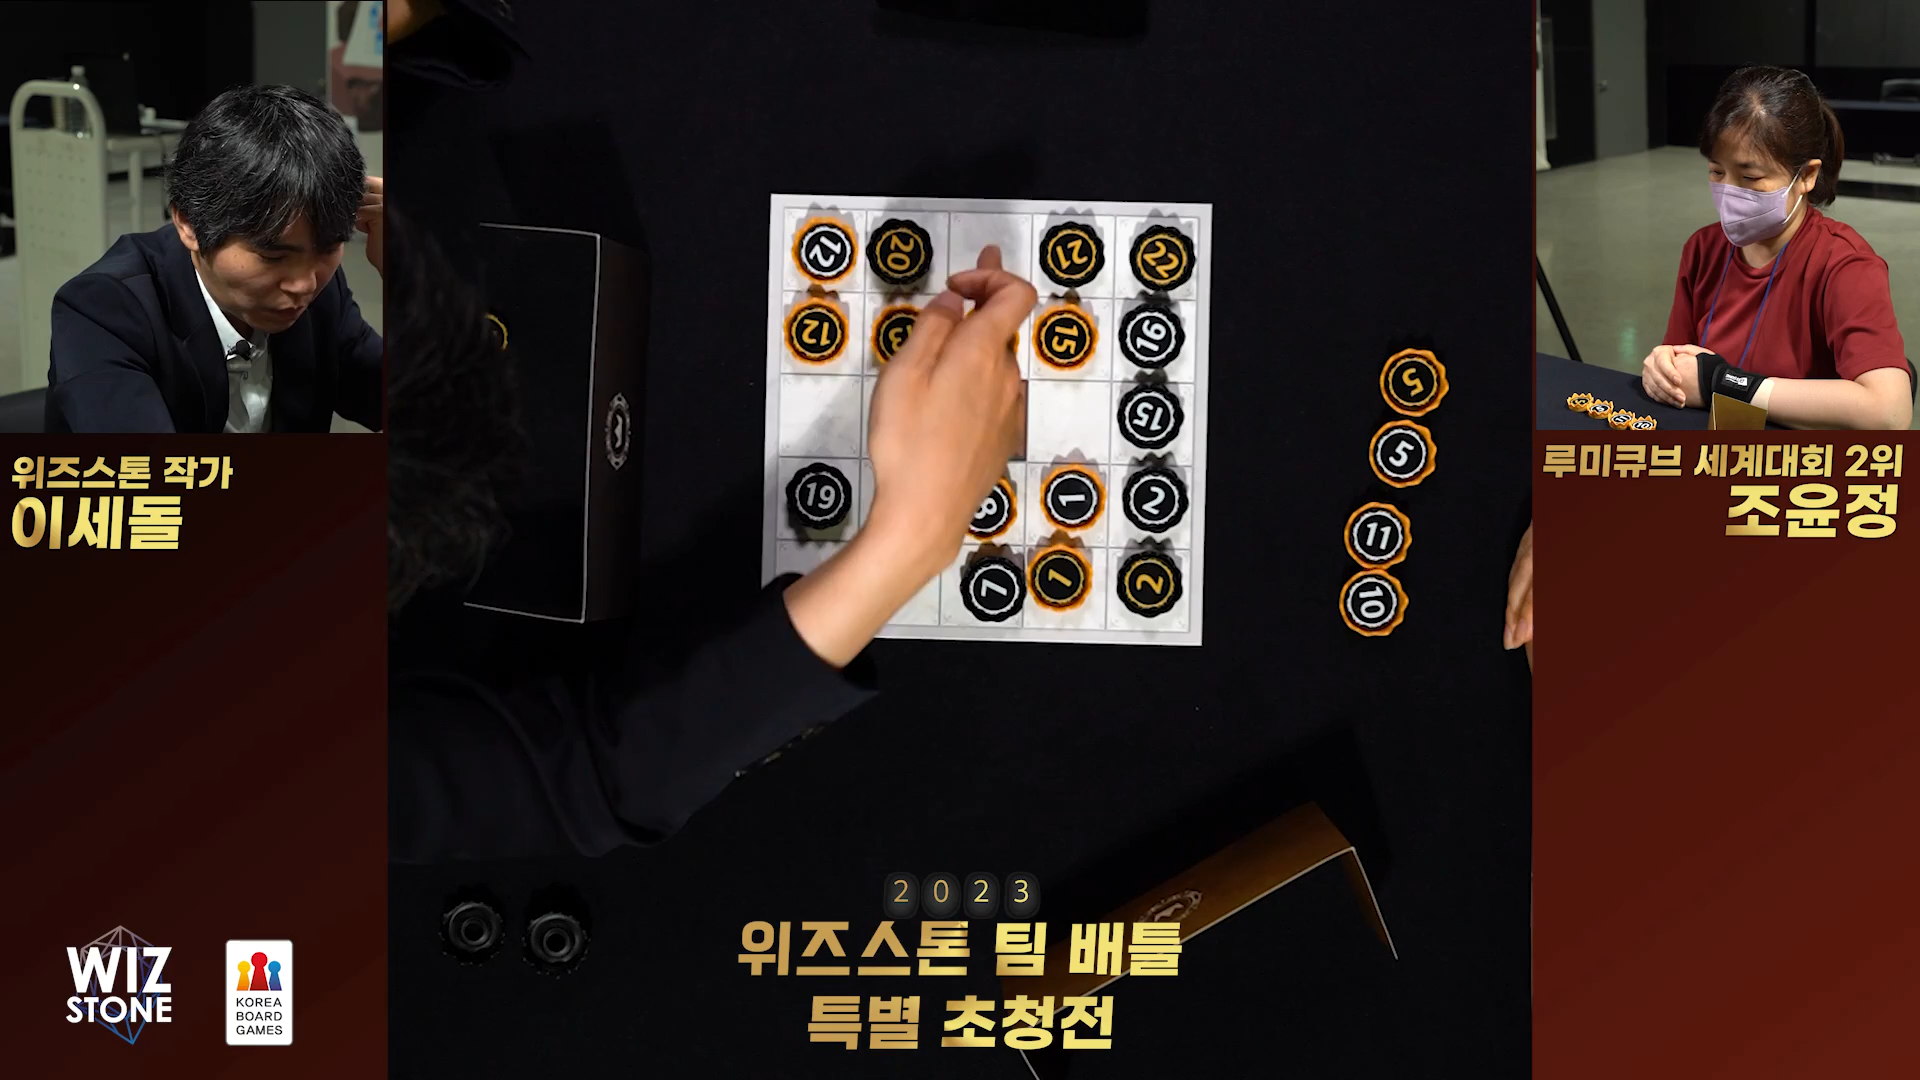 12
20
21
22
12
13
15
16
15
19
8
1
2
7
1
2
5
5
11
10
위즈스톤 작가
이세돌
루미큐브 세계대회 2위
조윤정
2023
위즈스톤 팀 배틀
특별 초청전
WIZ
STONE
KOREA
BOARD
GAMES